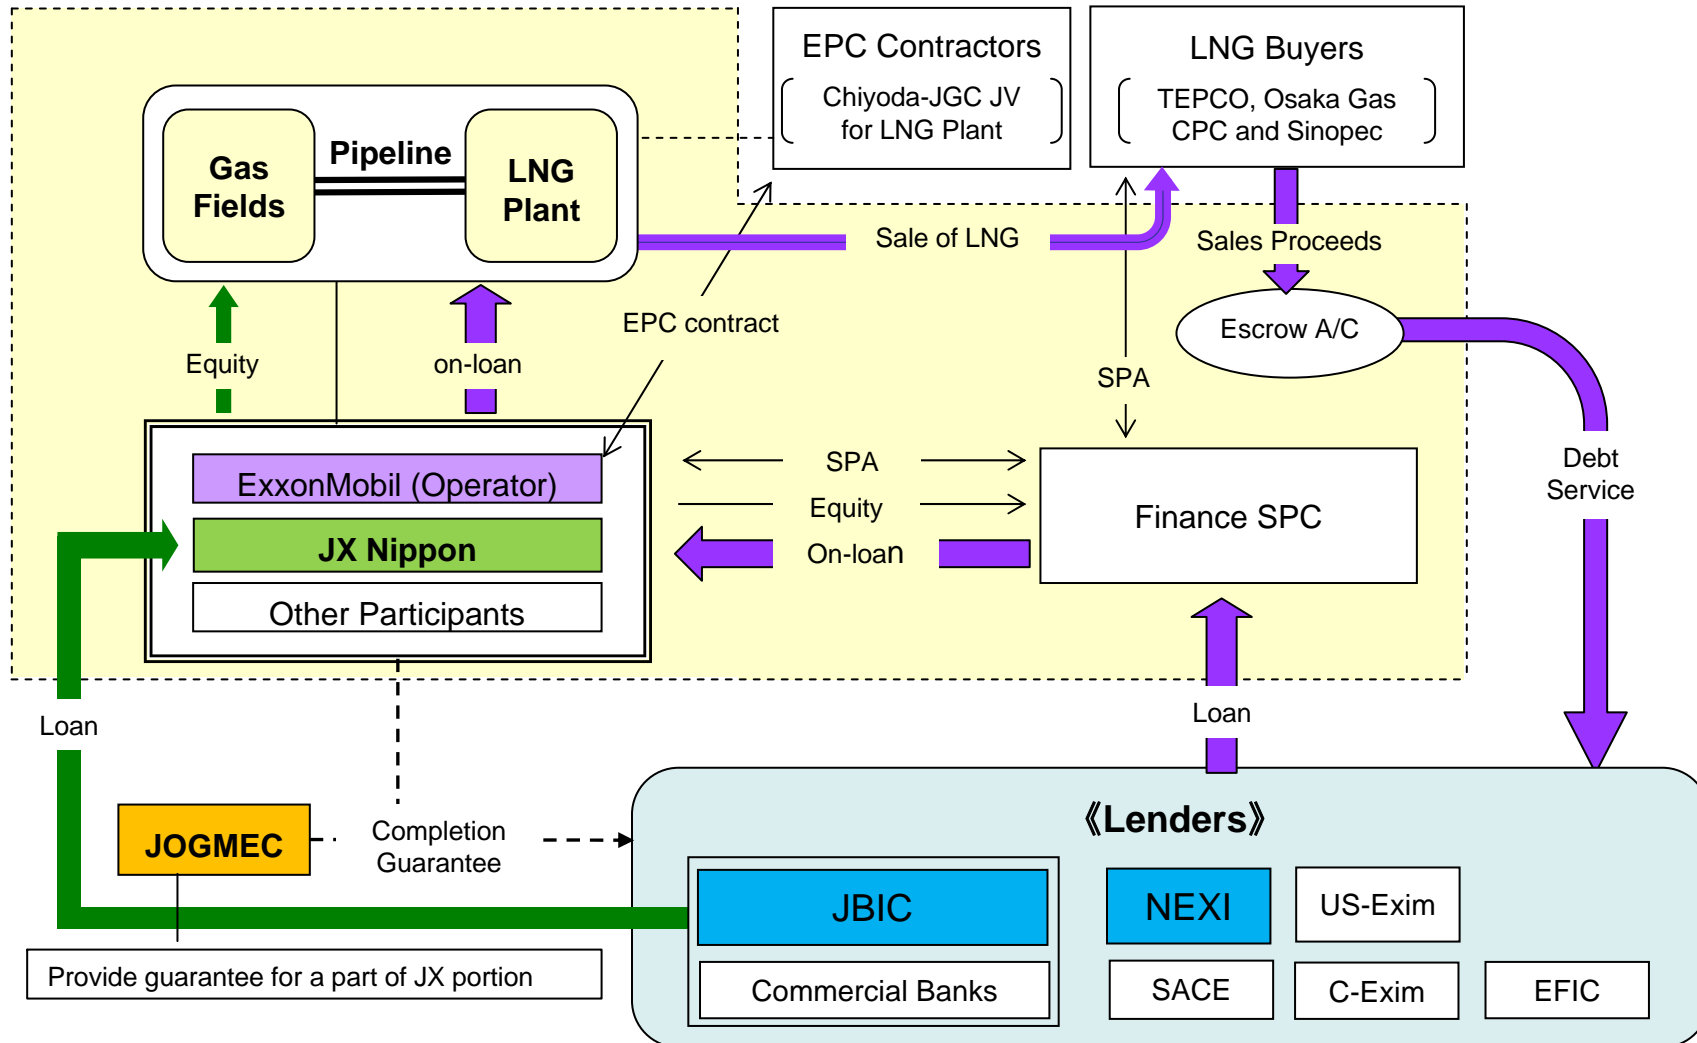 EPC Contractors
Chiyoda-JGC JV
for LNG Plant
LNG Buyers
TEPCO, Osaka Gas
CPC and Sinopec
Gas
Fields
Pipeline
LNG
Plant
Sale of LNG
Sales Proceeds
Escrow A/C
EPC contract
Equity
on-loan
SPA
ExxonMobil (Operator)
JX Nippon
Other Participants
SPA
Equity
On-loan
Finance SPC
Debt
Service
Loan
Loan
JOGMEC
Completion
Guarantee
Provide guarantee for a part of JX portion
《Lenders》
JBIC
Commercial Banks
NEXI
US-Exim
SACE
C-Exim
EFIC